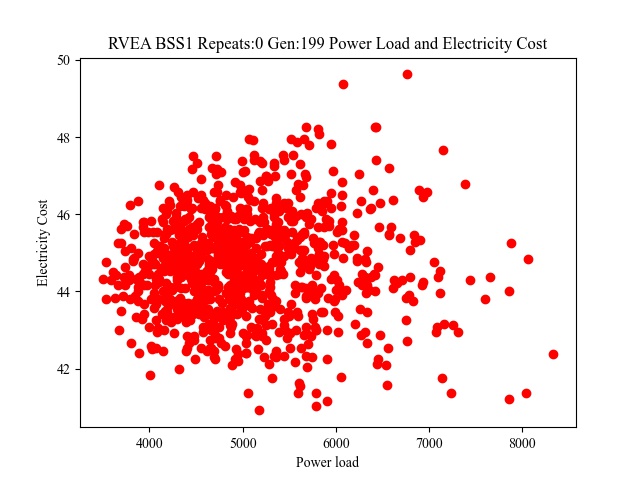 RVEA BSS1 Repeats:0 Gen:199 Power Load and Electricity Cost
50
48
46
44
42
Electricity Cost
4000 5000 6000 7000 8000
Power load